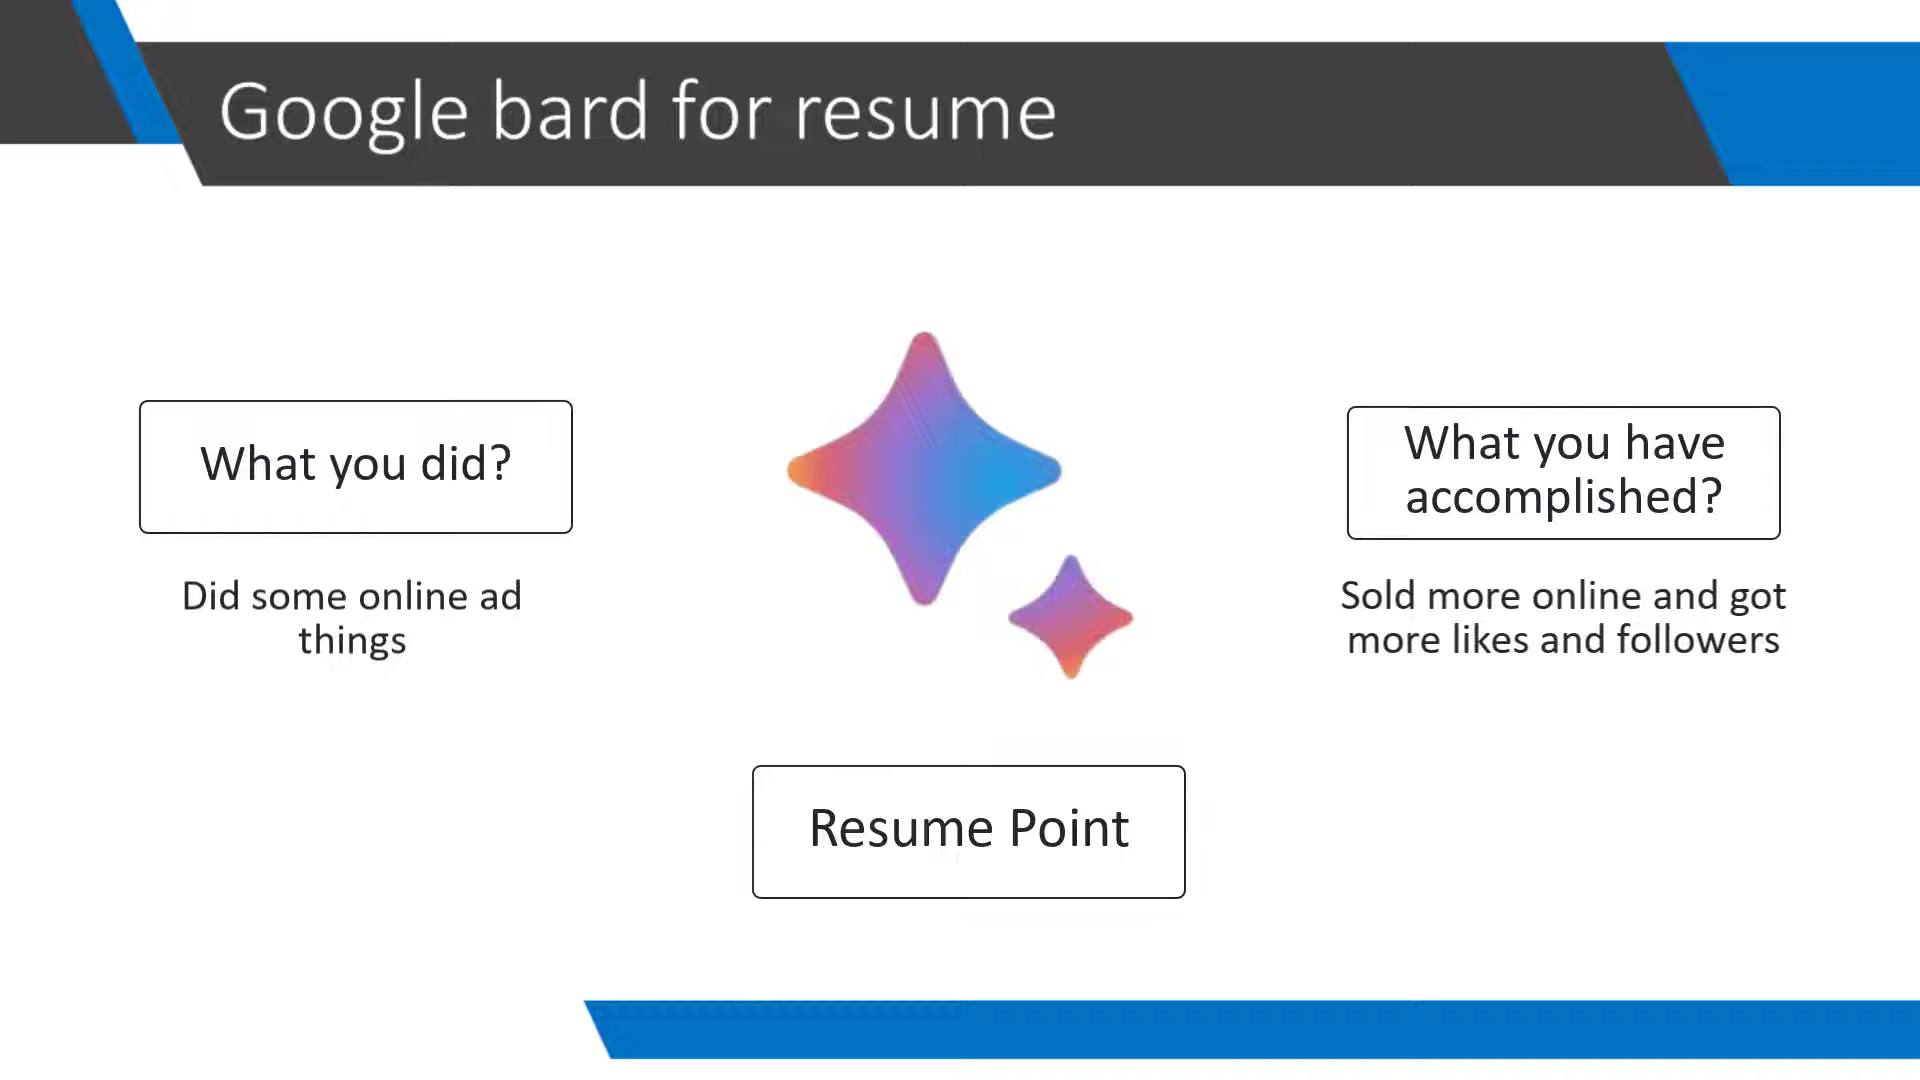 Google bard for resume
What you did?
Did some online ad
things
What you have
accomplished?
Sold more online and got
more likes and followers
Resume Point